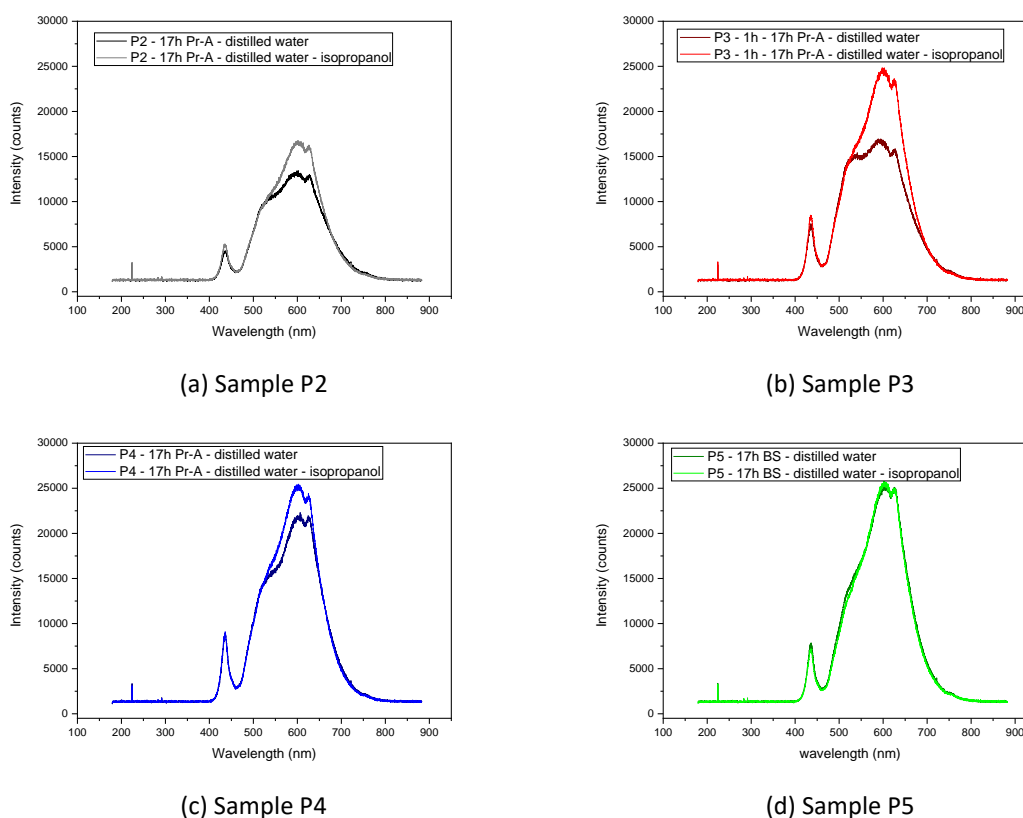 P2 - 17h Pr-A - distilled water
P2 - 17h Pr-A - distilled water - isopropanol
30000
25000
20000
15000
10000
5000
0
Intensity (counts)
100 200 300 400 500 600 700 800 900
Wavelength (nm)
(a) Sample P2
P3 - 1h - 17h Pr-A - distilled water
P3 - 1h - 17h Pr-A - distilled water - isopropanol
30000
25000
20000
15000
10000
5000
0
Intensity (counts)
100 200 300 400 500 600 700 800 900
Wavelength (nm)
(b) Sample P3
P4 - 17h Pr-A - distilled water
P4 - 17h Pr-A - distilled water - isopropanol
30000
25000
20000
15000
10000
5000
0
Intensity (counts)
100 200 300 400 500 600 700 800 900
Wavelength (nm)
(c) Sample P4
P5 - 17h BS - distilled water
P5 - 17h BS - distilled water - isopropanol
30000
25000
20000
15000
10000
5000
0
Intensity (counts)
100 200 300 400 500 600 700 800 900
wavelength (nm)
(d) Sample P5